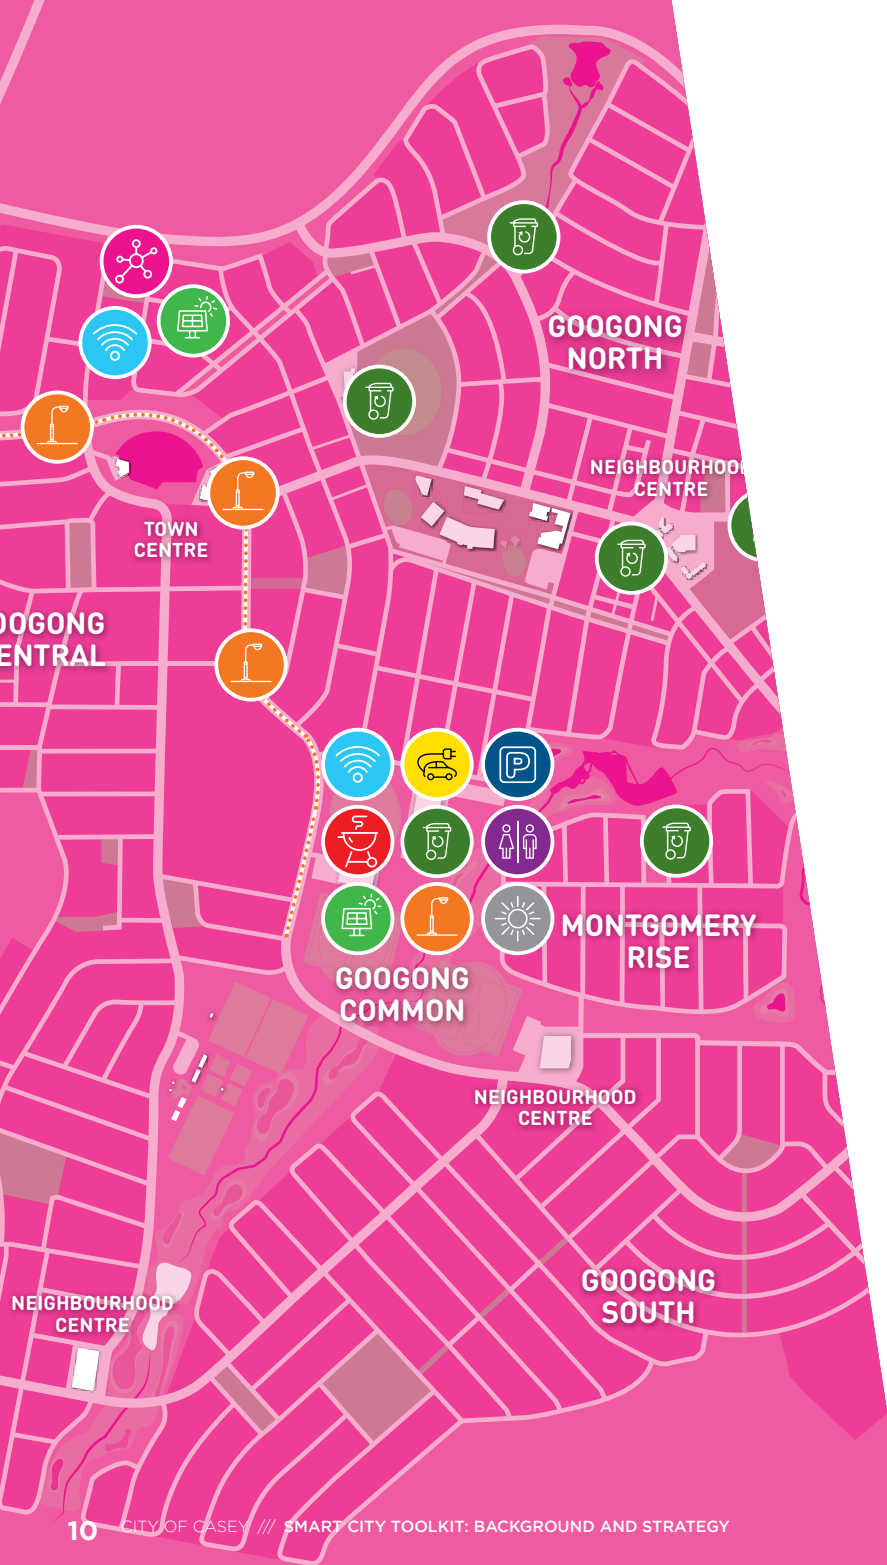 GOOGONG
NORTH
NEIGHBOURHOO
CENTRE
TOWN
CENTRE
OOGONG
ENTRAL
P
MONTGOMERY
RISE
GOOGONG
COMMON
NEIGHBOURHOOD
CENTRE
GOOGONG
SOUTH
NEIGHBOURHOOD
CENTRE
10 CITY OF CASEY /// SMART CITY TOOLKIT: BACKGROUND AND STRATEGY